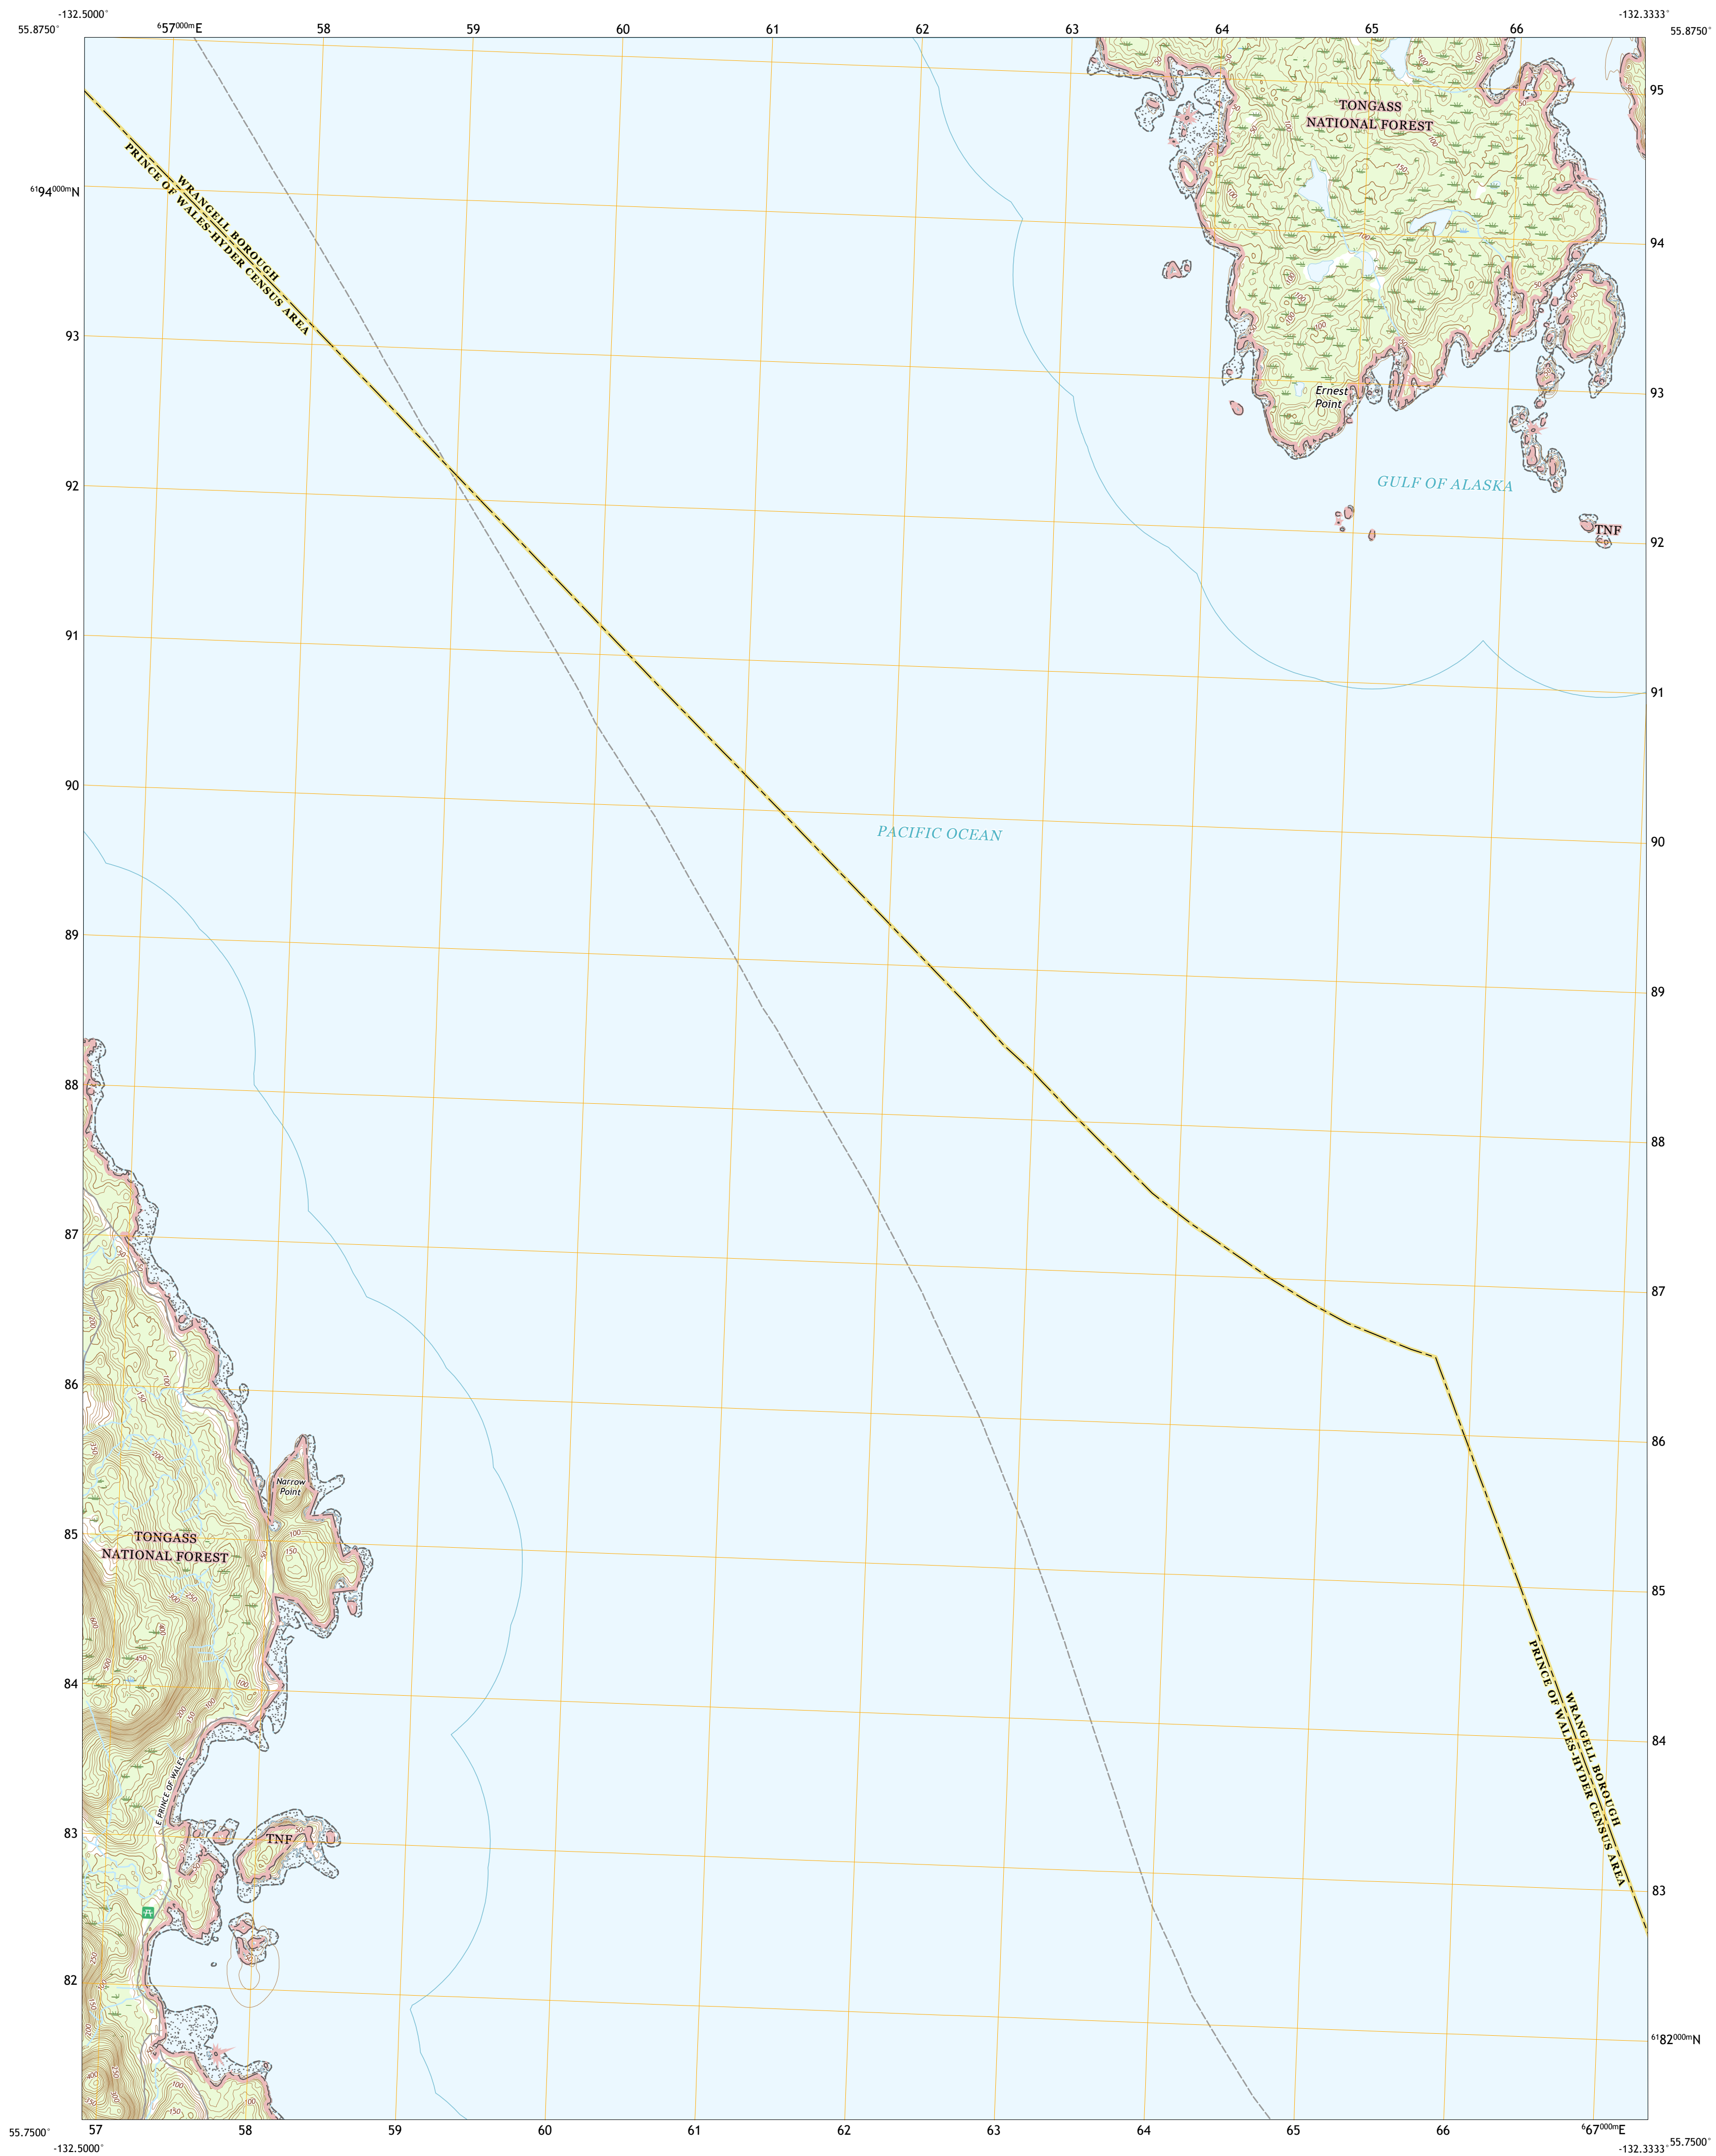 -132.5000°
-132.3333°
55.8750°
⁶57⁰⁰⁰ᵐE
58
59
60
61
62
63
64
65
66
55.8750°
95
TONGASS
NATIONAL FOREST
WRANGELL BOROUGH
PRINCE OF WALES-HYDER CENSUS AREA
⁶¹94⁰⁰⁰ᵐN
94
93
Ernest
Point
93
92
GULF OF ALASKA
TNF
92
91
91
90
PACIFIC OCEAN
90
89
89
88
88
87
87
86
86
Narrow
Point
85
TONGASS
NATIONAL FOREST
85
84
84
WRANGELL BOROUGH
PRINCE OF WALES-HYDER CENSUS AREA
E PRINCE OF WALES
83
TNF
83
82
⁶¹82⁰⁰⁰ᵐN
55.7500°
57
58
59
60
61
62
63
64
65
66
⁶67⁰⁰⁰ᵐE
55.7500°
-132.5000°
-132.3333°